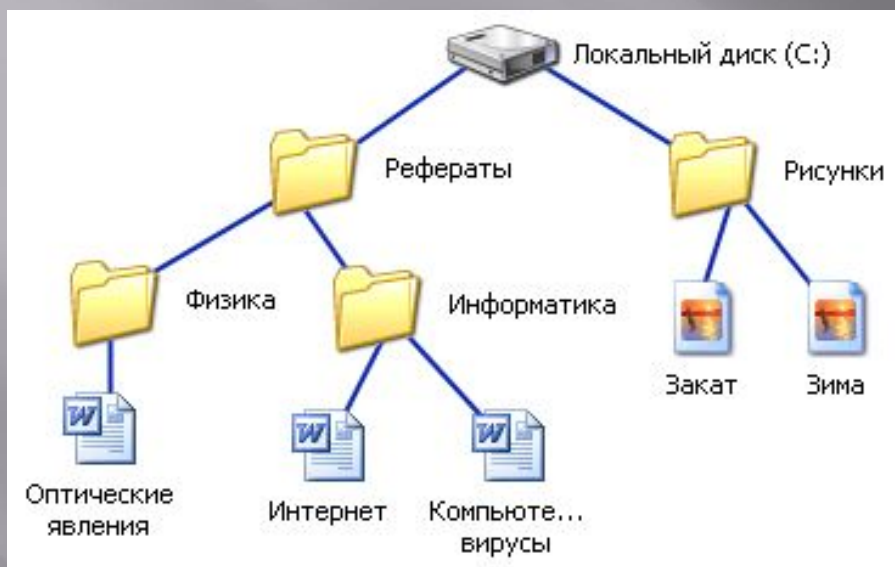 Локальный диск (C:)
Рефераты
Рисунки
Физика
Информатика
Закат
Зима
Оптические
явления
Интернет
Компьюте...
вирусы